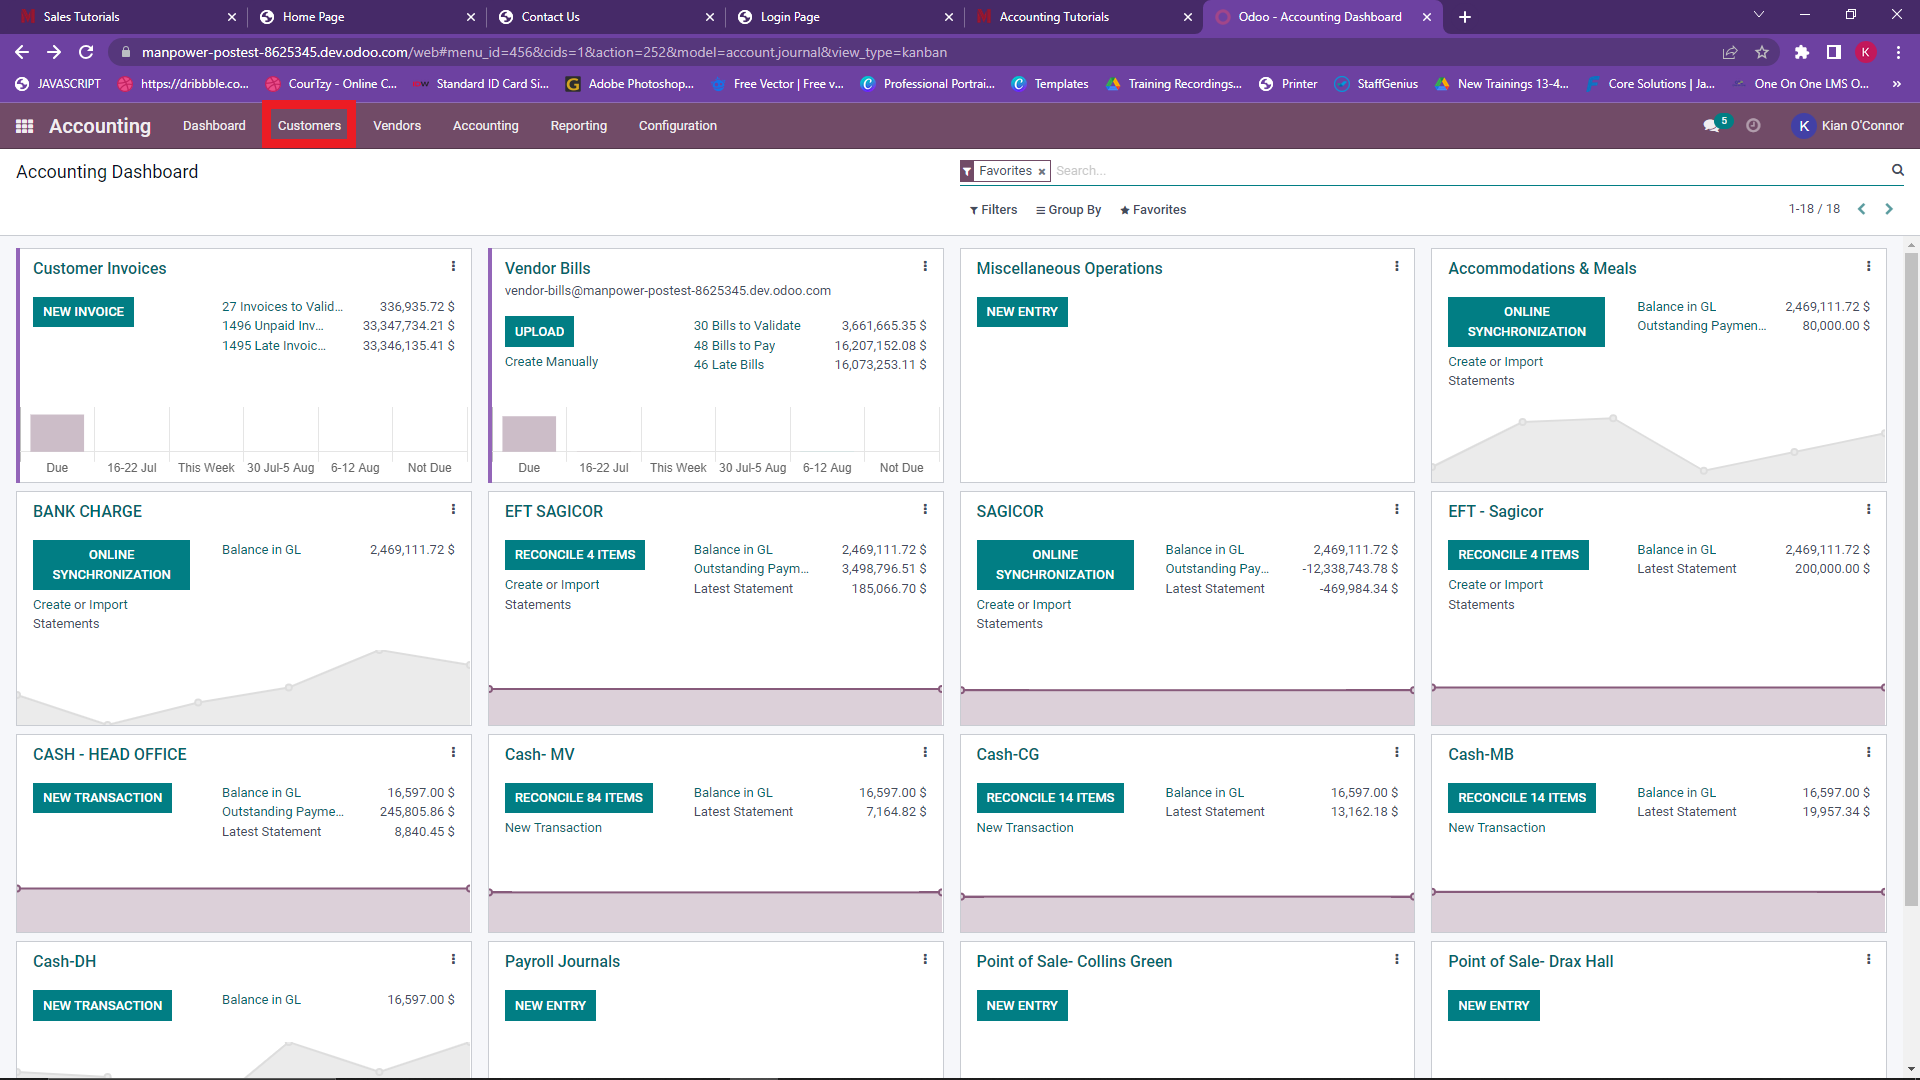 Sales Tutorials
Home Page
Contact Us
Login Page
Accounting Tutorials
Odoo - Accounting Dashboard
manpower-postest-8625345.dev.odoo.com/web#menu_id=456&cids=1&action=252&model=account.journal&view_type=kanban
K
JAVASCRIPT
https://dribbble.co...
CourTzy - Online C...
Standard ID Card Si...
Adobe Photoshop...
Free Vector | Free v...
Professional Portrai...
Templates
Training Recordings...
Printer
StaffGenius
New Trainings 13-4...
Core Solutions | Ja...
One On One LMS O...
Accounting
Dashboard
Customers
Vendors
Accounting
Reporting
Configuration
5
K
Kian O'Connor
Accounting Dashboard
Favorites
Search...
Filters
Group By
Favorites
1-18 / 18
Customer Invoices
NEW INVOICE
27 Invoices to Valid... 336,935.72 $
1496 Unpaid Inv... 33,347,734.21 $
1495 Late Invoic... 33,346,135.41 $
Due 16-22 Jul This Week 30 Jul-5 Aug 6-12 Aug Not Due
Vendor Bills
vendor-bills@manpower-postest-8625345.dev.odoo.com
UPLOAD
Create Manually
30 Bills to Validate 3,661,665.35 $
48 Bills to Pay 16,207,152.08 $
46 Late Bills 16,073,253.11 $
Due 16-22 Jul This Week 30 Jul-5 Aug 6-12 Aug Not Due
Miscellaneous Operations
NEW ENTRY
Accommodations & Meals
ONLINE
SYNCHRONIZATION
Create or Import
Statements
Balance in GL 2,469,111.72 $
Outstanding Paymen... 80,000.00 $
BANK CHARGE
ONLINE
SYNCHRONIZATION
Create or Import
Statements
Balance in GL 2,469,111.72 $
EFT SAGICOR
RECONCILE 4 ITEMS
Create or Import
Statements
Balance in GL 2,469,111.72 $
Outstanding Paym... 3,498,796.51 $
Latest Statement 185,066.70 $
SAGICOR
ONLINE
SYNCHRONIZATION
Create or Import
Statements
Balance in GL 2,469,111.72 $
Outstanding Pay... -12,338,743.78 $
Latest Statement -469,984.34 $
EFT - Sagicor
RECONCILE 4 ITEMS
Create or Import
Statements
Balance in GL 2,469,111.72 $
Latest Statement 200,000.00 $
CASH - HEAD OFFICE
NEW TRANSACTION
Balance in GL 16,597.00 $
Outstanding Payme... 245,805.86 $
Latest Statement 8,840.45 $
Cash- MV
RECONCILE 84 ITEMS
New Transaction
Balance in GL 16,597.00 $
Latest Statement 7,164.82 $
Cash-CG
RECONCILE 14 ITEMS
New Transaction
Balance in GL 16,597.00 $
Latest Statement 13,162.18 $
Cash-MB
RECONCILE 14 ITEMS
New Transaction
Balance in GL 16,597.00 $
Latest Statement 19,957.34 $
Cash-DH
NEW TRANSACTION
Balance in GL 16,597.00 $
Payroll Journals
NEW ENTRY
Point of Sale- Collins Green
NEW ENTRY
Point of Sale- Drax Hall
NEW ENTRY